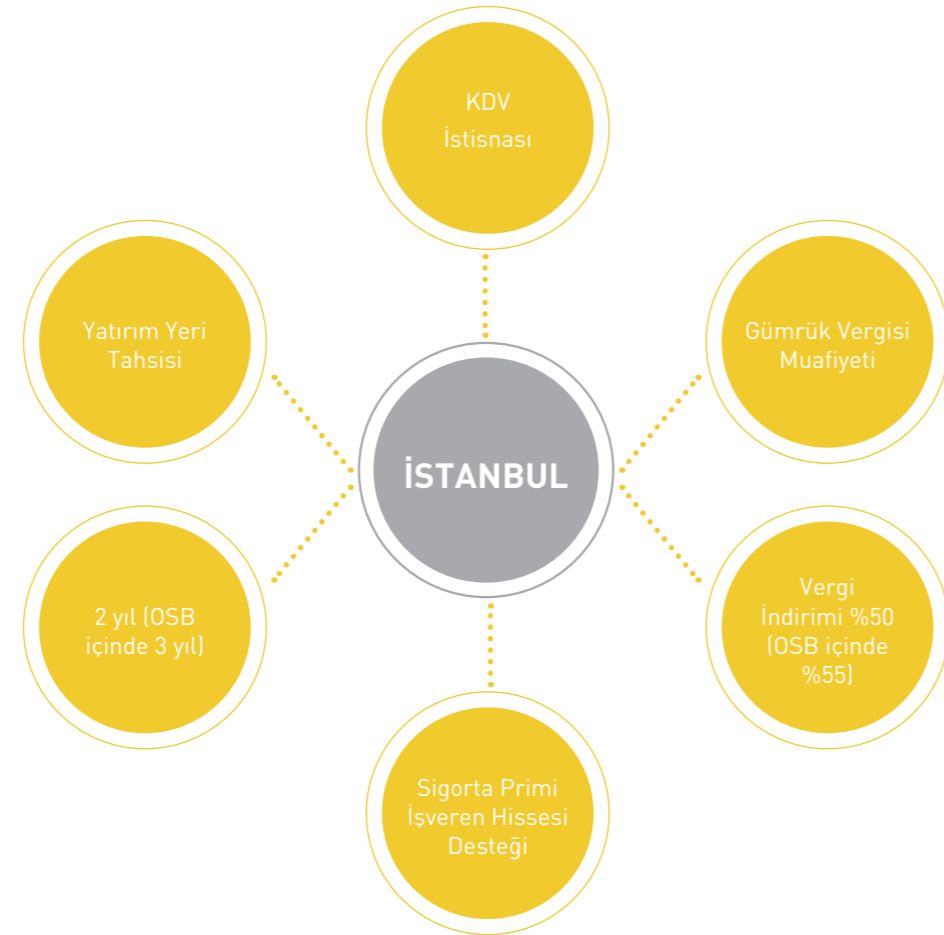 KDV
İstisnası
Yatırım Yeri
Tahsisi
Gümrük Vergisi
Muafiyeti
İSTANBUL
2 yıl (OSB
içinde 3 yıl)
Vergi
İndirimi %50
(OSB içinde
%55)
Sigorta Primi
İşveren Hissesi
Desteği